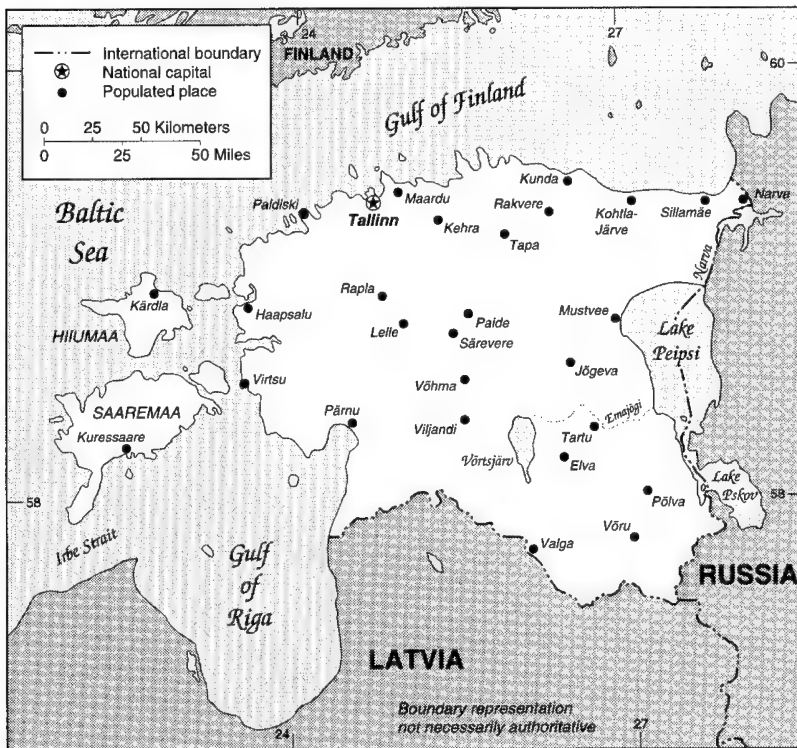 24
27
International boundary
FINLAND
National capital
60
Populated place
0 25 50 Kilometers
0 25 50 Miles
Gulf of Finland
Kunda
Paldiski
Maardu
Narva
Baltic
Sea
Tallinn
Rakvere
Kohtla-
Järve
Sillamäe
Kehra
Tapa
Narva
Rapla
Kärdla
Haapsalu
Paide
Mustvee
Lake
Peipsi
HIIUMAA
Lelle
Särevere
Jõgeva
Virtsu
Võhma
SAAREMAA
Pärnu
Emajõgi
Kuressaare
Viljandi
Tartu
Võrtsjärv
Elva
Lake
Pskov
58
58
Põlva
Irbe Strait
Võru
Valga
Gulf
of
Riga
RUSSIA
LATVIA
Boundary representation
not necessarily authoritative
24
27